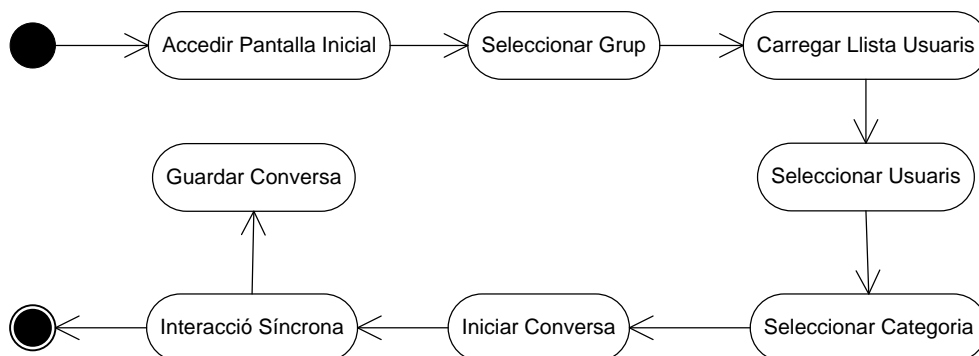 Accedir Pantalla Inicial
Seleccionar Grup
Carregar Llista Usuaris
Guardar Conversa
Seleccionar Usuaris
Interacció Síncrona
Iniciar Conversa
Seleccionar Categoria